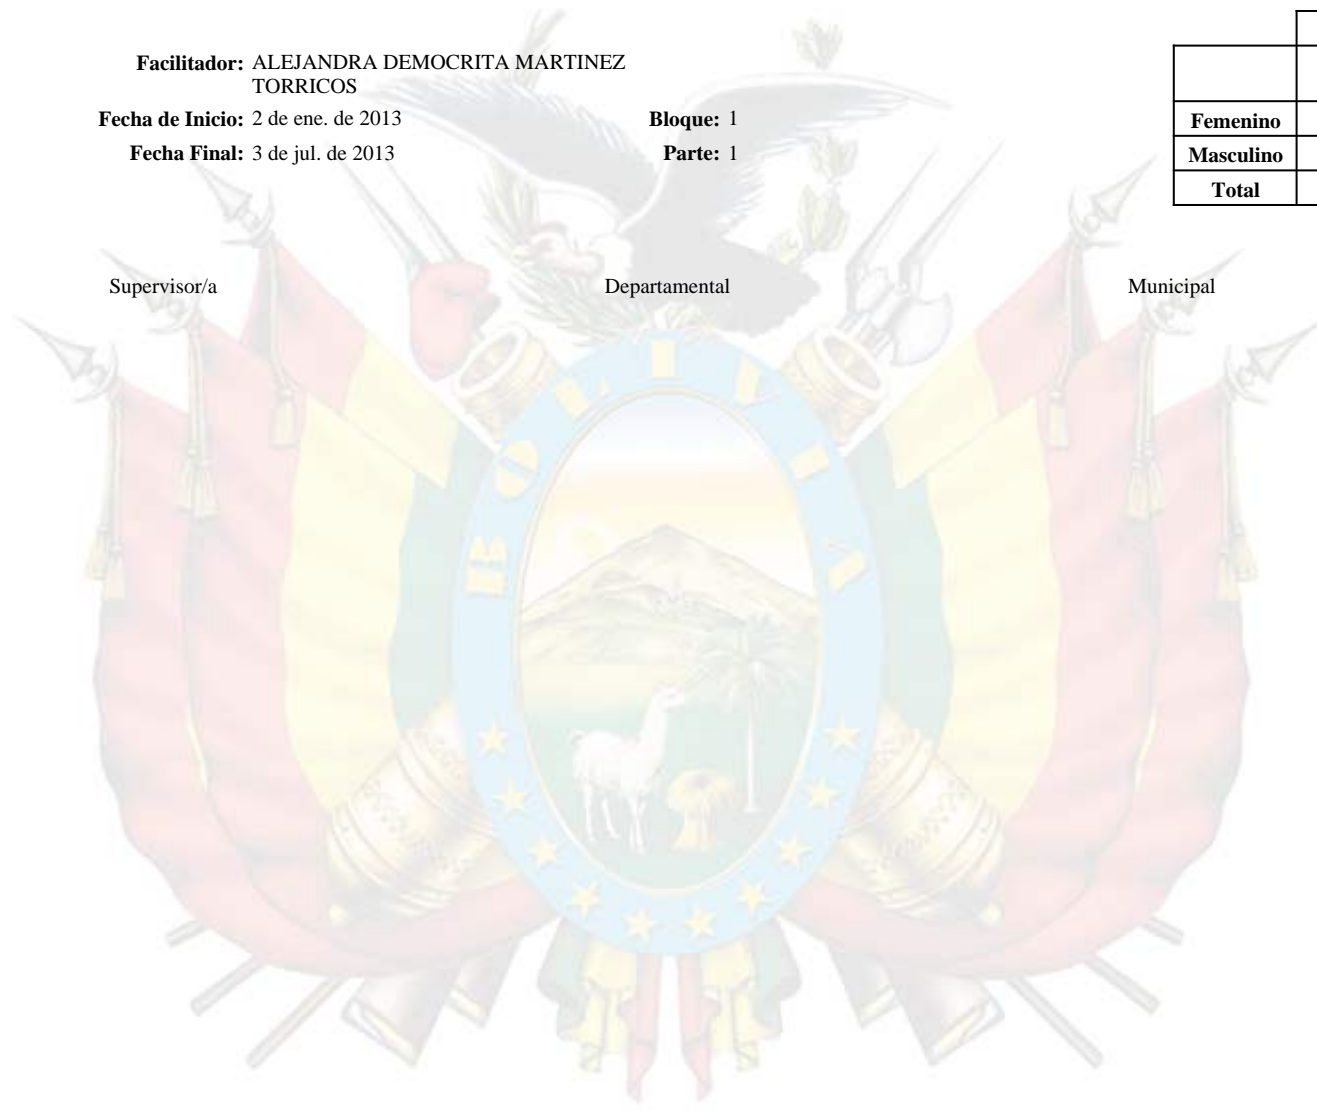 Facilitador: ALEJANDRA DEMOCRITA MARTINEZ
TORRICOS
Fecha de Inicio: 2 de ene. de 2013 Bloque: 1
Fecha Final: 3 de jul. de 2013 Parte: 1
Femenino
Masculino
Total
Supervisor/a Departamental Municipal
BOLIVIA